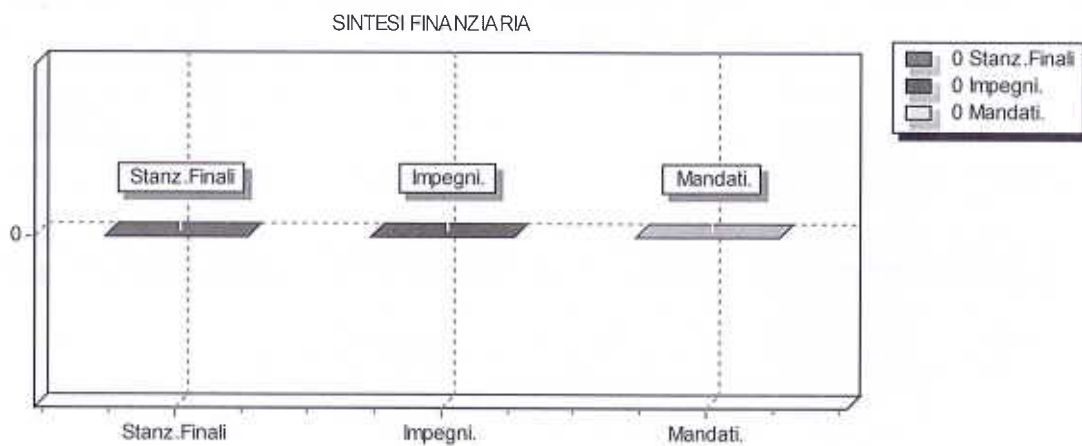 SINTESI FINANZIARIA
0 Stanz.Finali
0 Impegni.
0 Mandati.
Stanz.Finali
Impegni.
Mandati.
0
Stanz.Finali
Impegni.
Mandati.